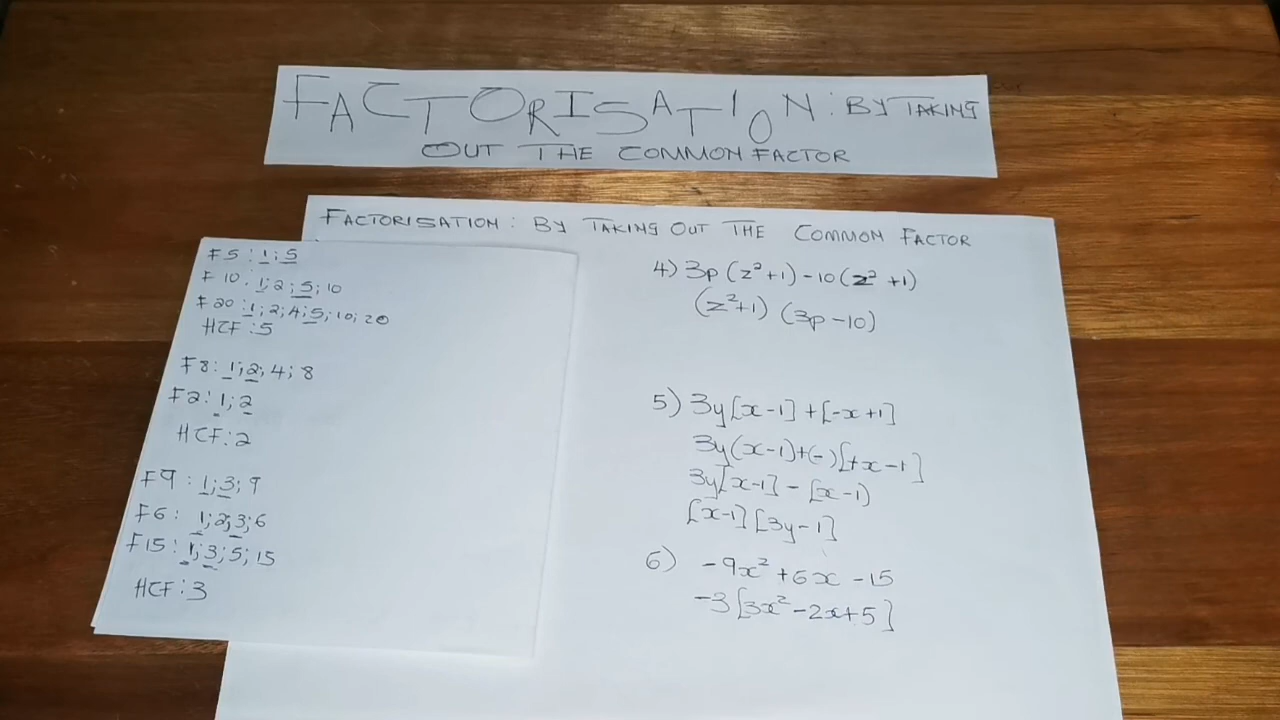 FACTORISATION: BY TAKING
OUT THE COMMON FACTOR
FACTORISATION: BY TAKING OUT THE COMMON FACTOR
F5: 1; 5
F10: 1; 2; 5; 10
F20: 1; 2; 4; 5; 10; 20
HCF: 5
F8: 1; 2; 4; 8
F2: 1; 2
HCF: 2
F9: 1; 3; 9
F6: 1; 2; 3; 6
F15: 1; 3; 5; 15
HCF: 3
4) 3p(z²+1)-10(z²+1)
(z²+1)(3p-10)
5) 3y[x-1]+[-x+1]
3y(x-1)+(-)[+x-1]
3y[x-1]-[x-1)
[x-1][3y-1]
6) -9x²+6x-15
-3[3x²-2x+5]